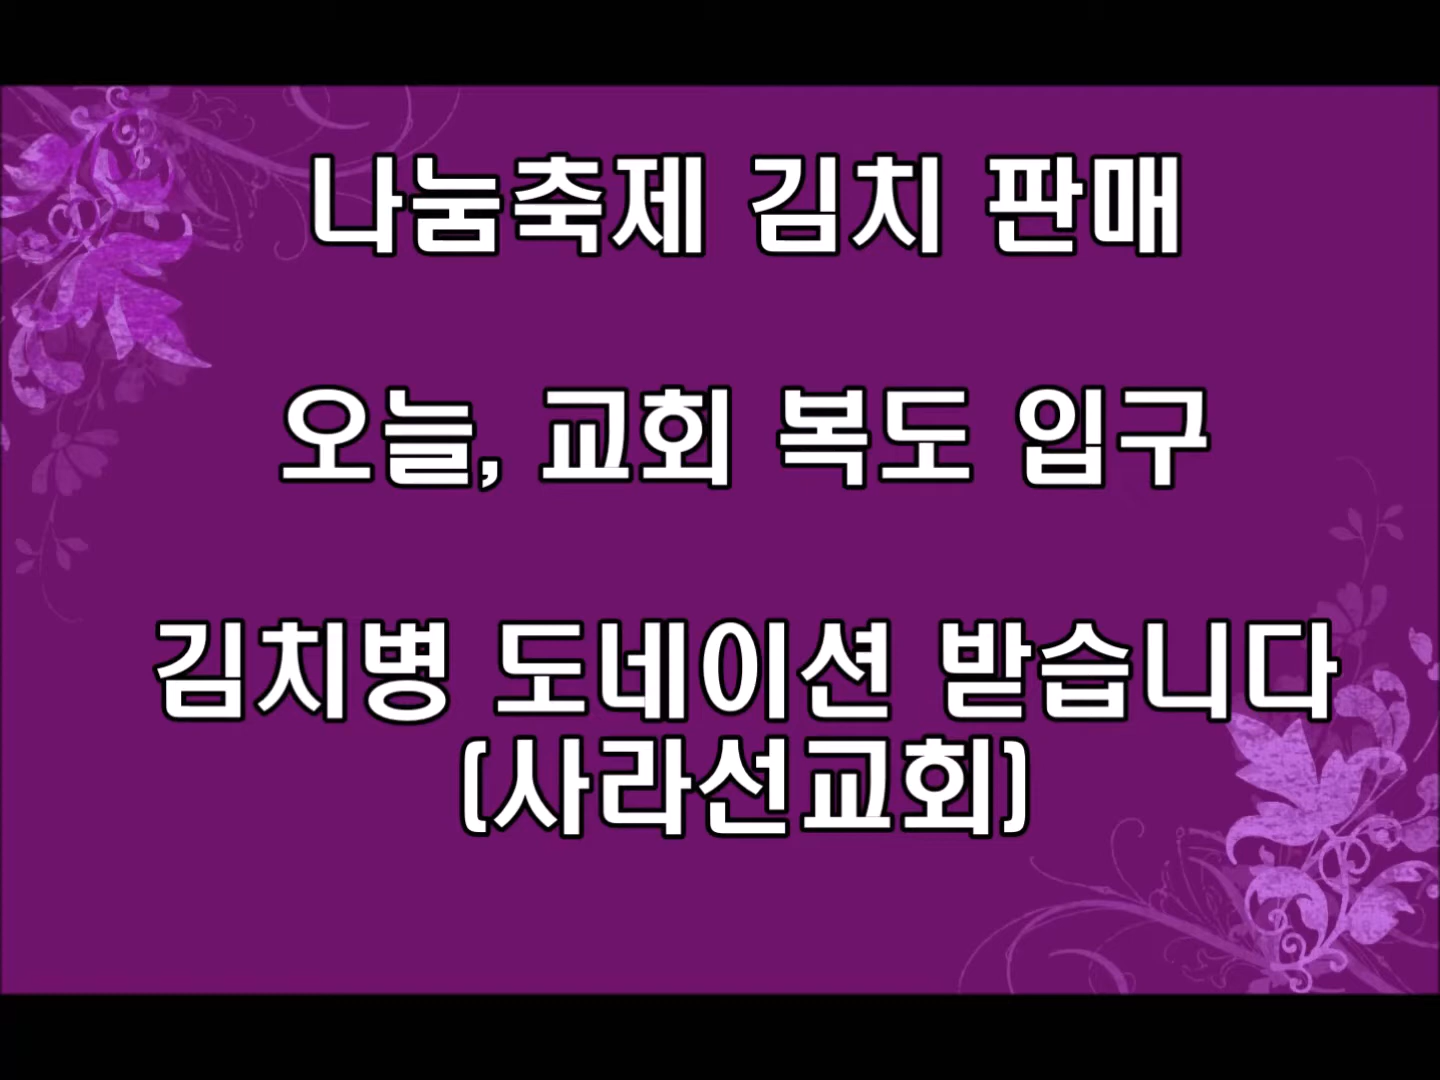 나눔축제 김치 판매
오늘, 교회 복도 입구
김치병 도네이션 받습니다
(사라선교회)